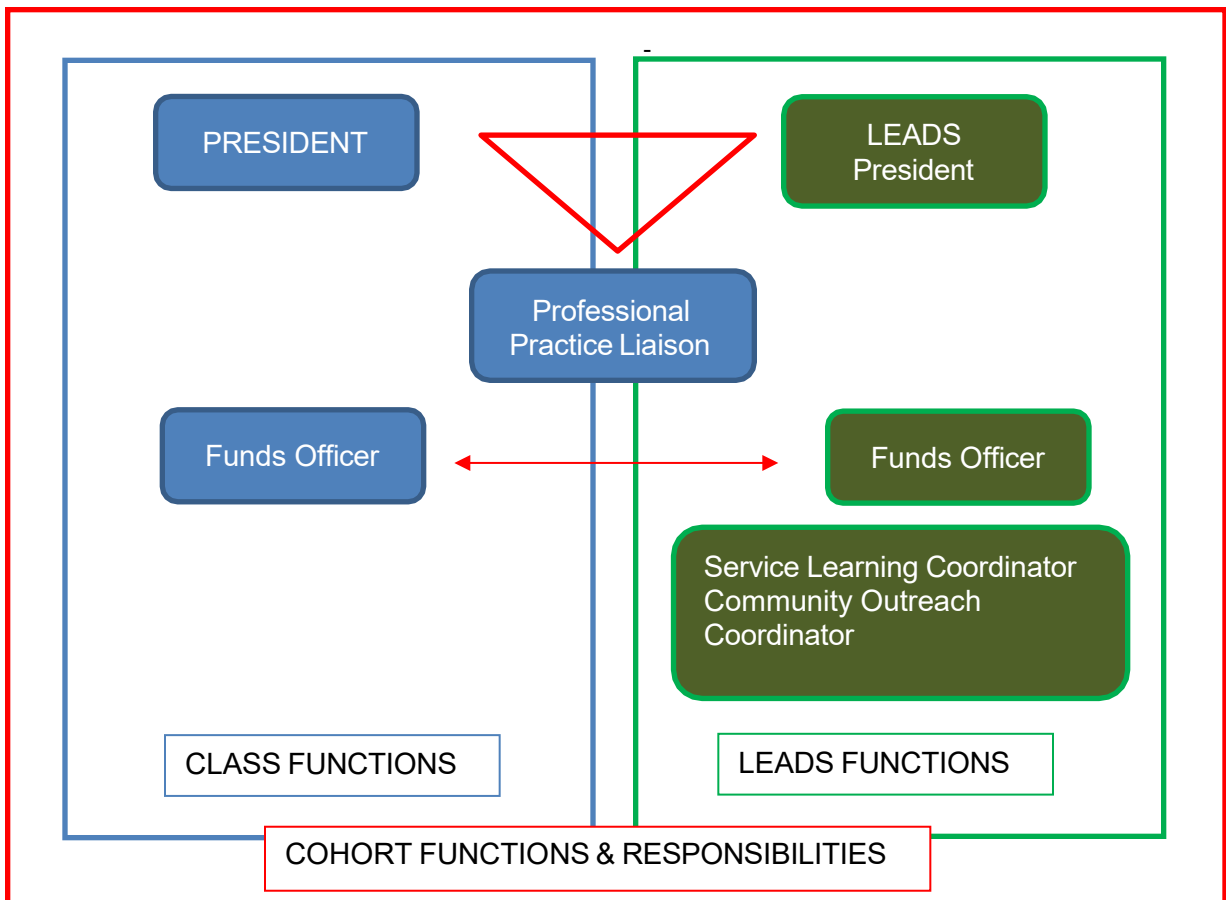 -
PRESIDENT
LEADS
President
Professional
Practice Liaison
Funds Officer
Funds Officer
Service Learning Coordinator
Community Outreach
Coordinator
CLASS FUNCTIONS
LEADS FUNCTIONS
COHORT FUNCTIONS & RESPONSIBILITIES